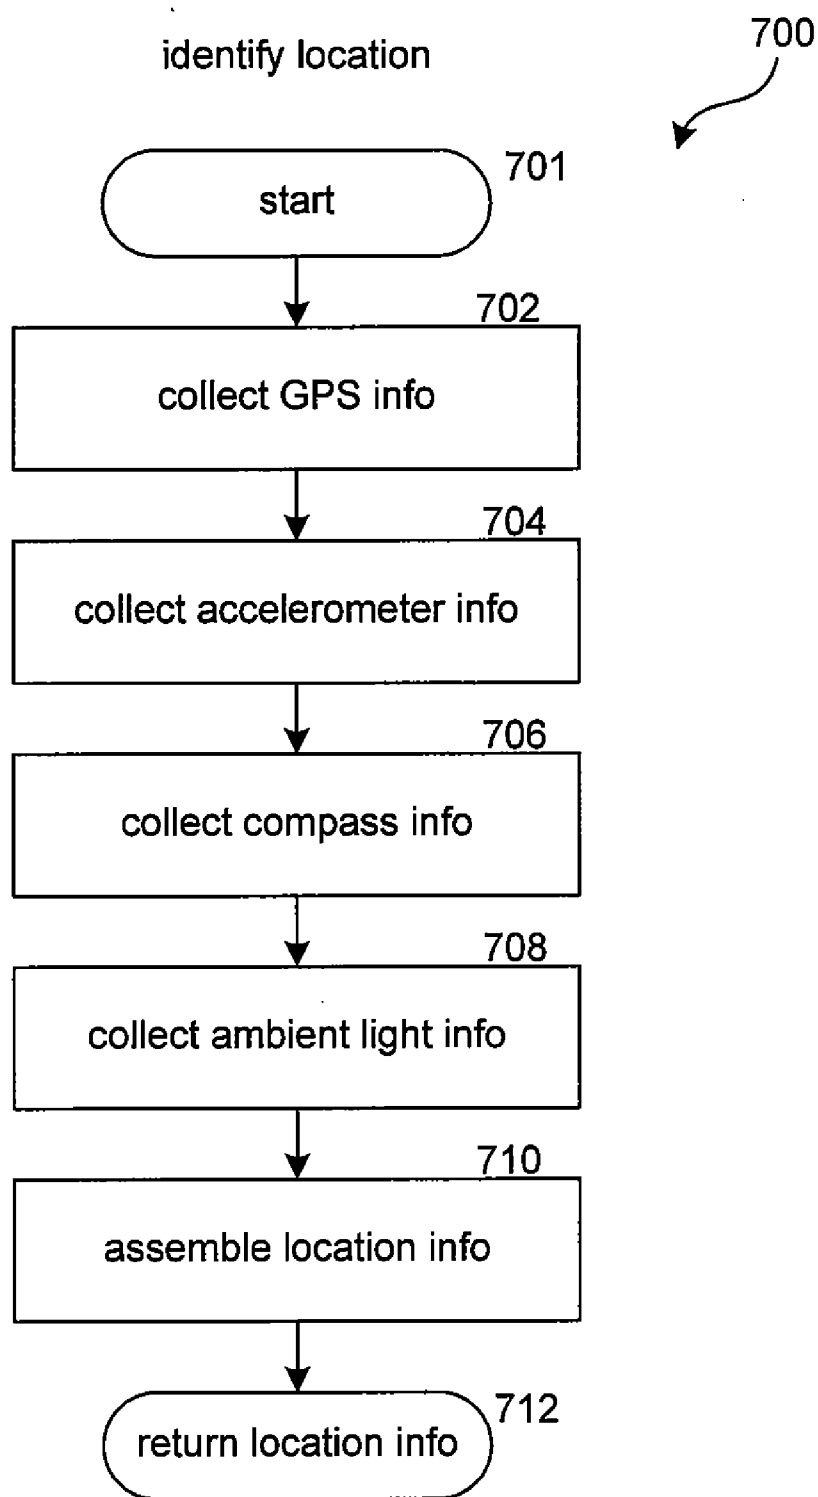 identify location
700
701
start
702
collect GPS info
704
collect accelerometer info
706
collect compass info
708
collect ambient light info
710
assemble location info
712
return location info